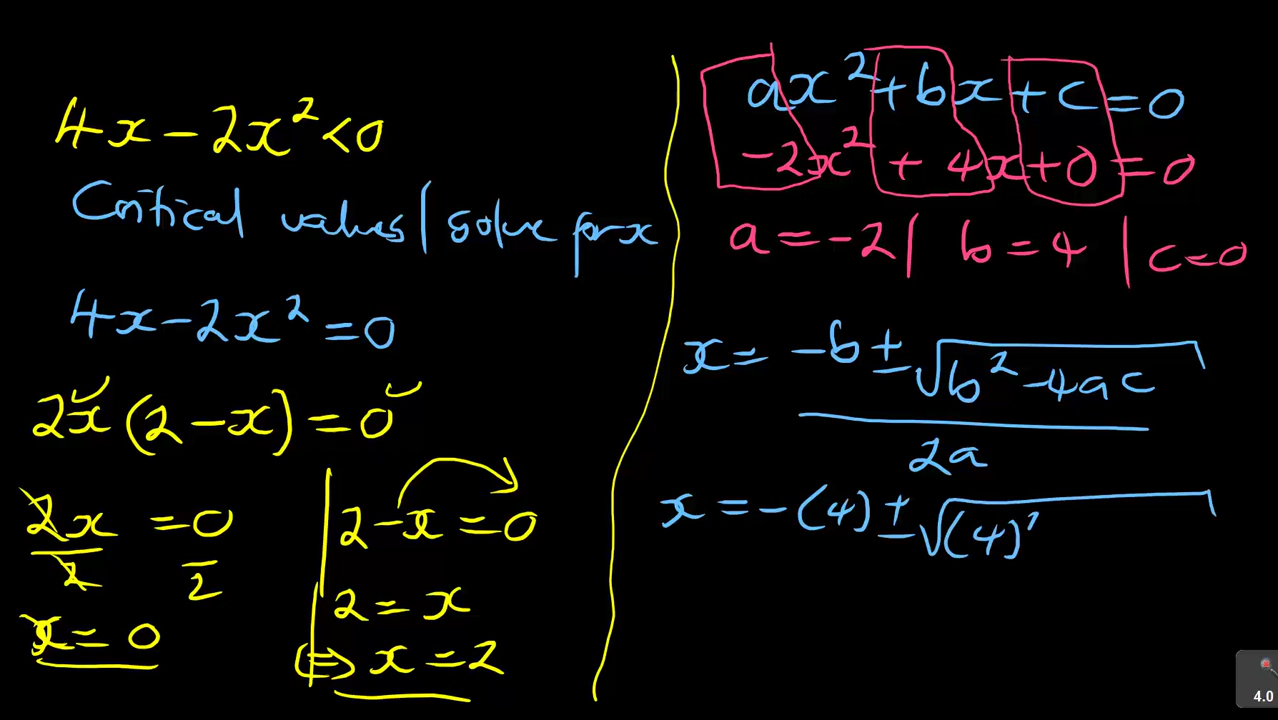 4x − 2x² < 0
Critical values | solve for x
4x − 2x² = 0
2x (2 − x) = 0
2x/2 = 0/2
x = 0
2 − x = 0
2 = x
⇔ x = 2
ax² + bx + c = 0
−2x² + 4x + 0 = 0
a = −2 | b = 4 | c = 0
x = −b ± √b² − 4ac
2a
x = −(4) ± √(4)²
4.0